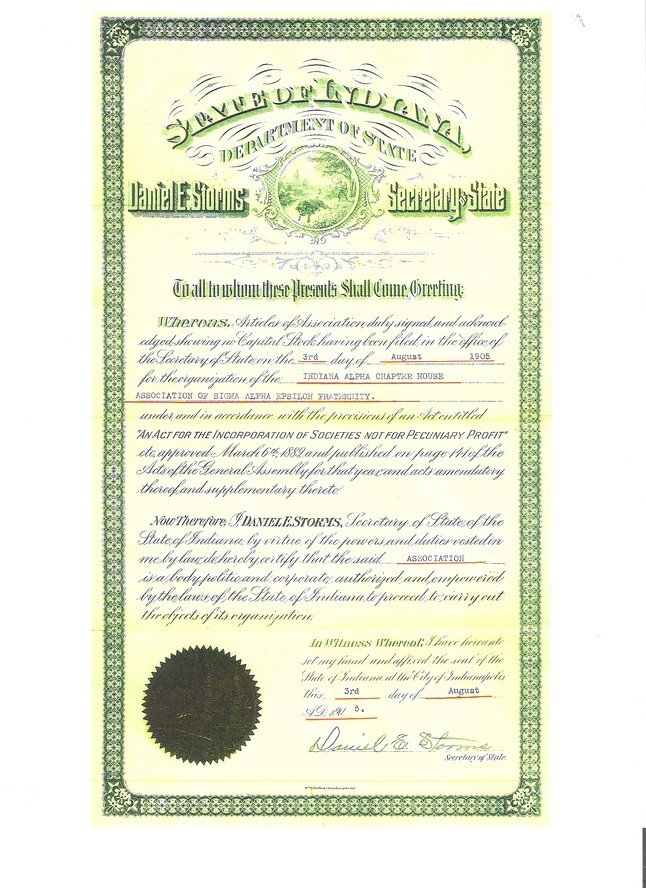 STATE OF INDIANA,
DEPARTMENT OF STATE
Daniel E. Storms Secretary of State
To all to whom these Presents Shall Come, Greeting:
Whereas, Articles of Association, duly signed, and acknowl-
edged, showing no Capital Stock, having been filed, in the office of
the Secretary of State, on the 3rd day of August 1905
for the organization of the INDIANA ALPHA CHAPTER HOUSE
ASSOCIATION OF SIGMA ALPHA EPSILON FRATERNITY.
under and in accordance with the provisions of an Act entitled
"AN ACT FOR THE INCORPORATION OF SOCIETIES NOT FOR PECUNIARY PROFIT"
etc, approved March 6th, 1889, and published on page 141 of the
Acts of the General Assembly for that year, and acts amendatory
thereof, and supplementary thereto.
Now Therefore, I DANIEL E. STORMS, Secretary of State, of the
State, of Indiana, by virtue of the powers, and duties vested in
me by law, do hereby certify that the said ASSOCIATION
is a body politic and corporate, authorized and empowered
by the laws, of the State of Indiana to proceed, to carry out
the objects of its organization.
In Witness Whereof, I have hereunto
set my hand and affixed the seal of the
State of Indiana at the City of Indianapolis
this 3rd day of August
A.D. 190 5.
Daniel E. Storms
Secretary of State.